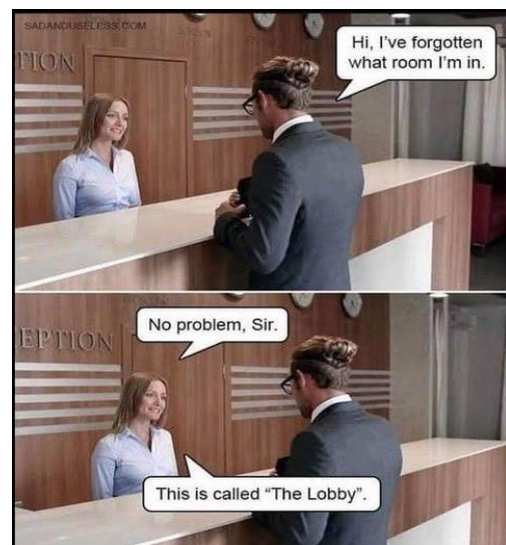 SADANDUSELESS.COM
Hi, I've forgotten
what room I'm in.
TION
No problem, Sir.
EPTION
This is called "The Lobby".